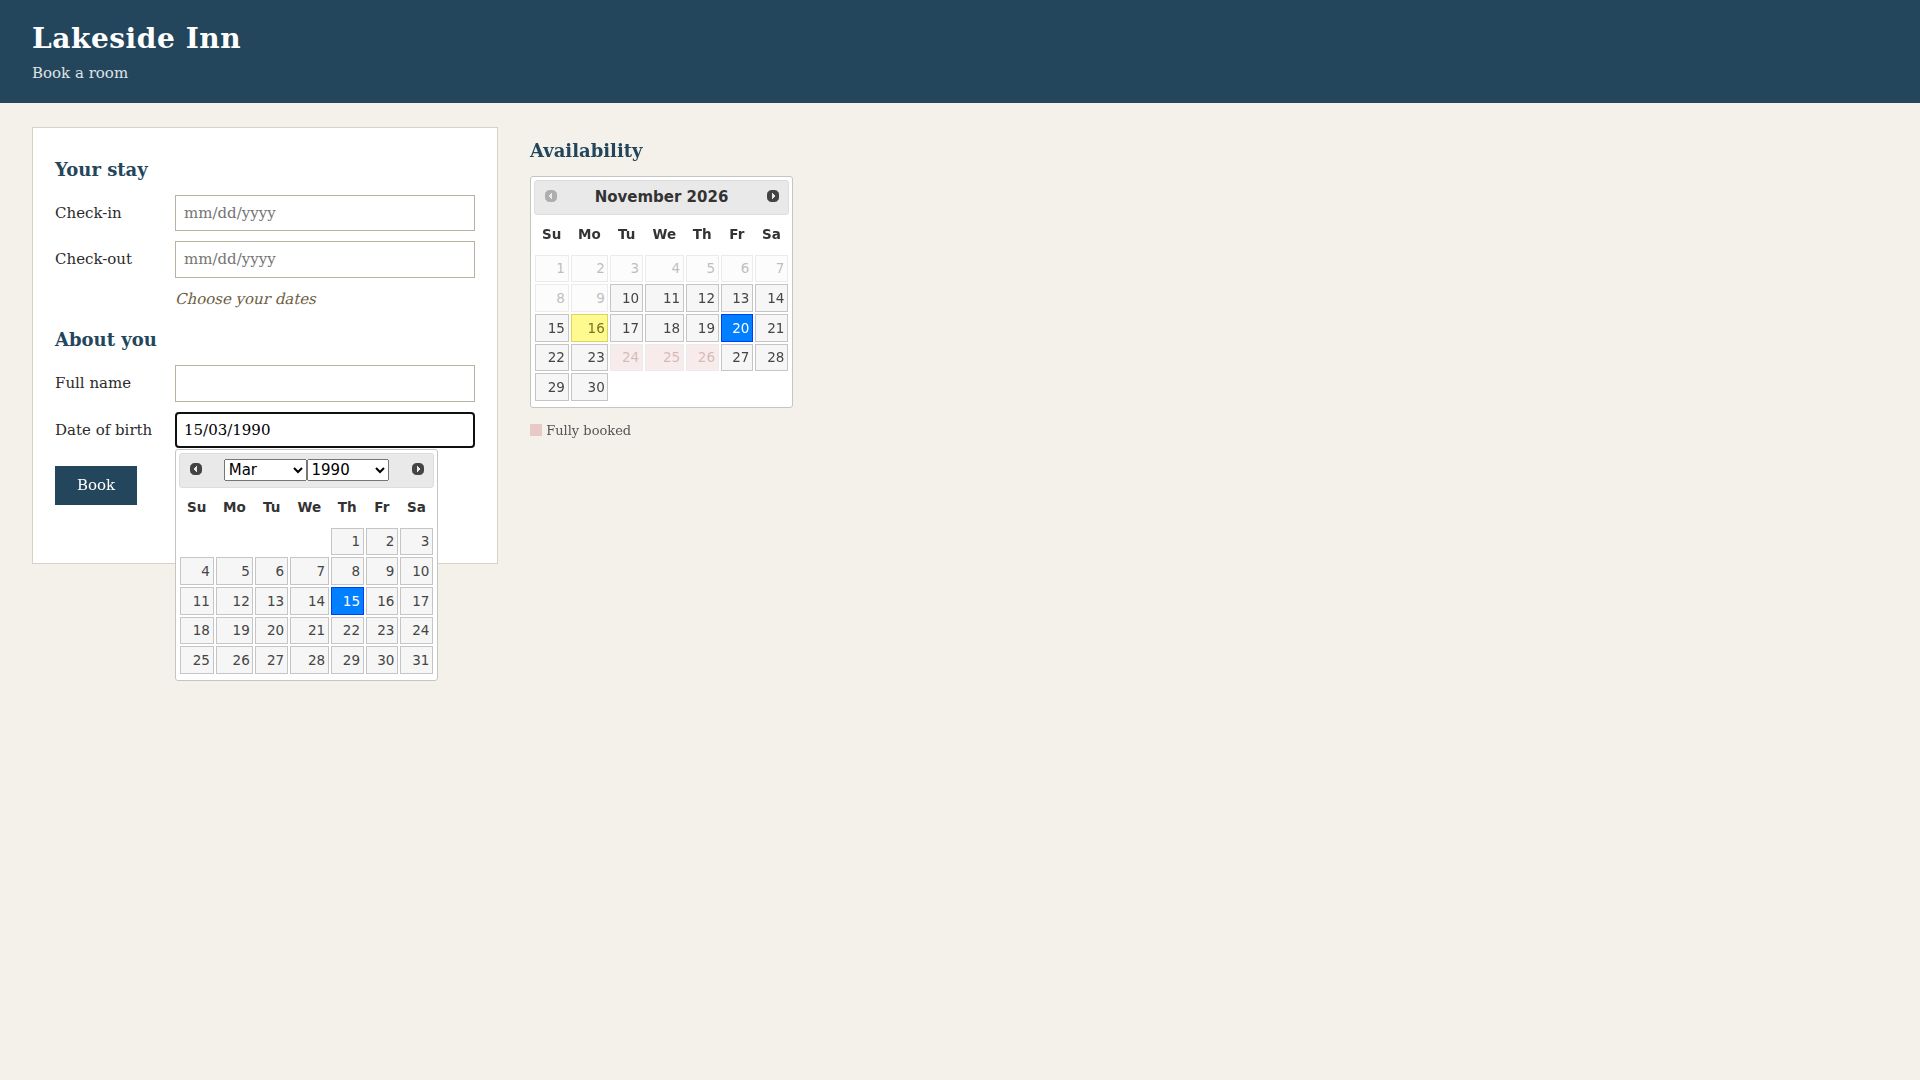 Lakeside Inn
Book a room
Your stay
Check-in mm/dd/yyyy
Check-out mm/dd/yyyy
Choose your dates
About you
Full name
Date of birth 15/03/1990
Book
Mar 1990
Su Mo Tu We Th Fr Sa
1 2 3
4 5 6 7 8 9 10
11 12 13 14 15 16 17
18 19 20 21 22 23 24
25 26 27 28 29 30 31
Availability
November 2026
Su Mo Tu We Th Fr Sa
1 2 3 4 5 6 7
8 9 10 11 12 13 14
15 16 17 18 19 20 21
22 23 24 25 26 27 28
29 30
Fully booked